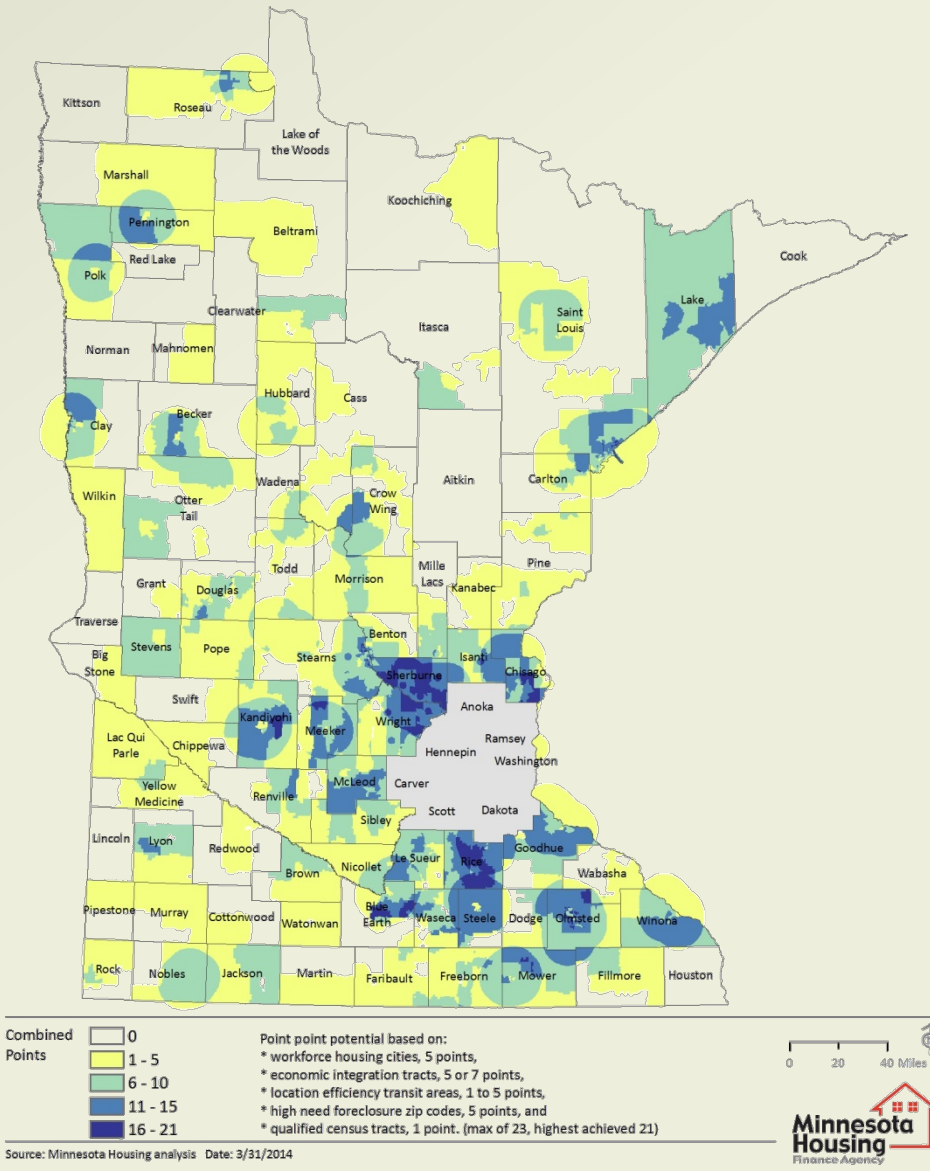 Kittson
Roseau
Lake of
the Woods
Marshall
Koochiching
Pennington
Beltrami
Red Lake
Cook
Polk
Clearwater
Lake
Saint
Louis
Itasca
Norman
Mahnomen
Hubbard
Cass
Becker
Clay
Wadena
Aitkin
Carlton
Wilkin
Otter
Tail
Crow
Wing
Pine
Todd
Mille
Lacs
Grant
Douglas
Morrison
Kanabec
Traverse
Benton
Stevens
Pope
Stearns
Isanti
Big
Stone
Sherburne
Chisago
Swift
Anoka
Kandiyohi
Meeker
Wright
Lac Qui
Parle
Chippewa
Ramsey
Hennepin
Washington
Yellow
Medicine
Renville
McLeod
Carver
Sibley
Scott
Dakota
Lincoln
Lyon
Redwood
Goodhue
Brown
Nicollet
Le Sueur
Rice
Wabasha
Pipestone
Murray
Cottonwood
Watonwan
Blue
Earth
Waseca
Steele
Dodge
Olmsted
Winona
Rock
Nobles
Jackson
Martin
Faribault
Freeborn
Mower
Fillmore
Houston
Combined
Points
0
1 - 5
6 - 10
11 - 15
16 - 21
Point point potential based on:
* workforce housing cities, 5 points,
* economic integration tracts, 5 or 7 points,
* location efficiency transit areas, 1 to 5 points,
* high need foreclosure zip codes, 5 points, and
* qualified census tracts, 1 point. (max of 23, highest achieved 21)
0 20 40 Miles
Minnesota
Housing
Finance Agency
Source: Minnesota Housing analysis Date: 3/31/2014